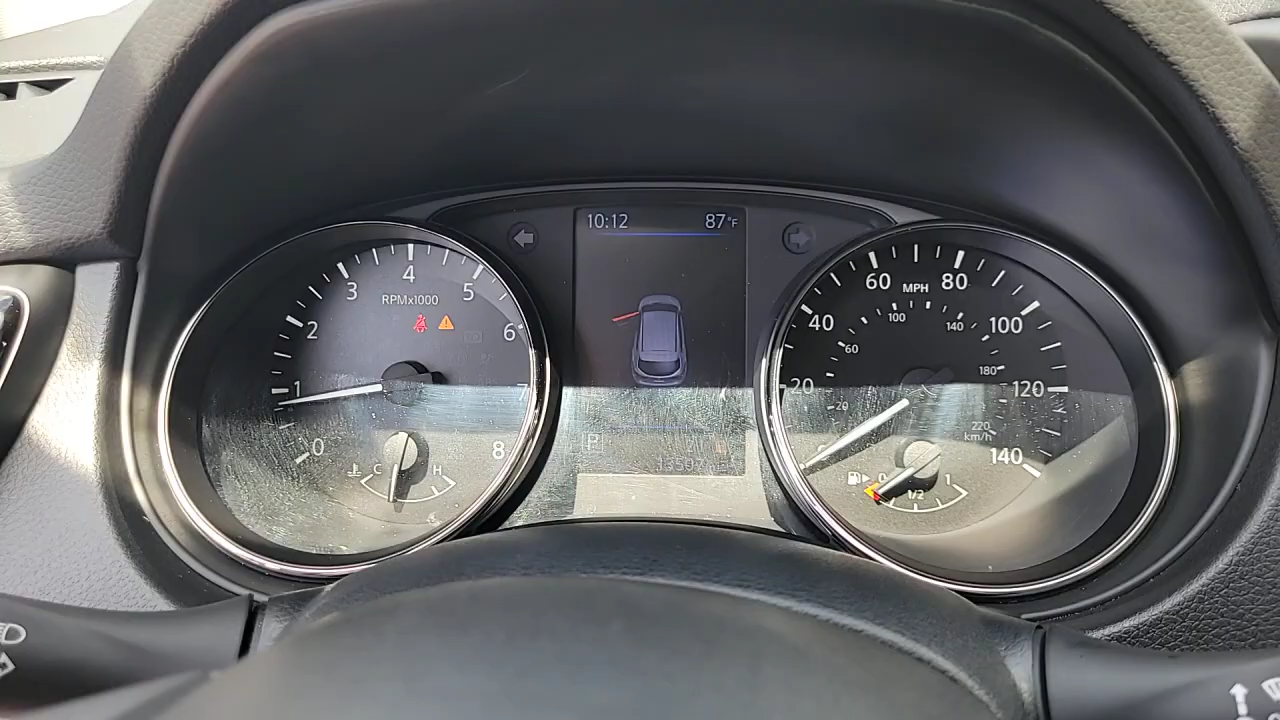 10:12 87°F
0 1 2 3 4 5 6 7 8
RPMx1000
C H
P
0 20 40 60 80 100 120 140
MPH
20 60 100 140 180 220
km/h
0 1/2 1